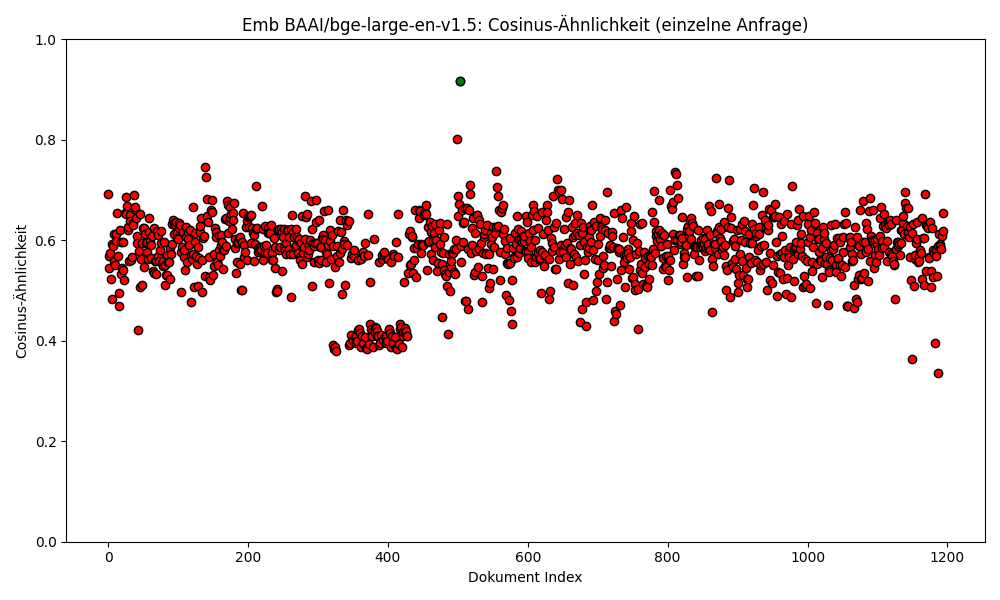 Emb BAAI/bge-large-en-v1.5: Cosinus-Ähnlichkeit (einzelne Anfrage)
Cosinus-Ähnlichkeit
1.0
0.8
0.6
0.4
0.2
0.0
0 200 400 600 800 1000 1200
Dokument Index